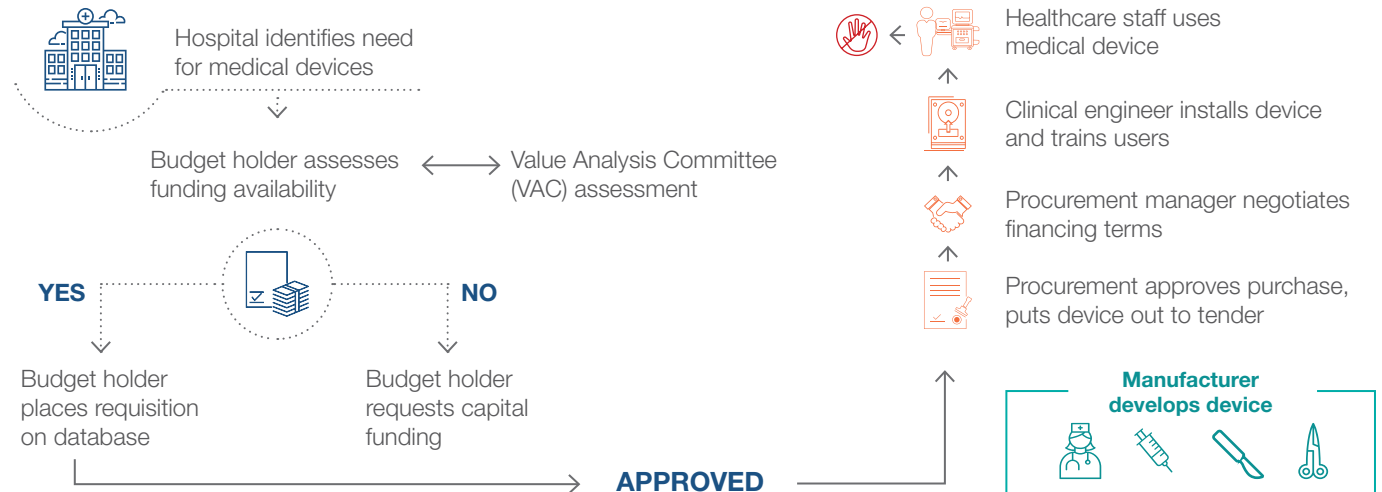 Hospital identifies need
for medical devices
Budget holder assesses
funding availability
Value Analysis Committee
(VAC) assessment
YES
NO
Budget holder
places requisition
on database
Budget holder
requests capital
funding
APPROVED
Healthcare staff uses
medical device
Clinical engineer installs device
and trains users
Procurement manager negotiates
financing terms
Procurement approves purchase,
puts device out to tender
Manufacturer
develops device